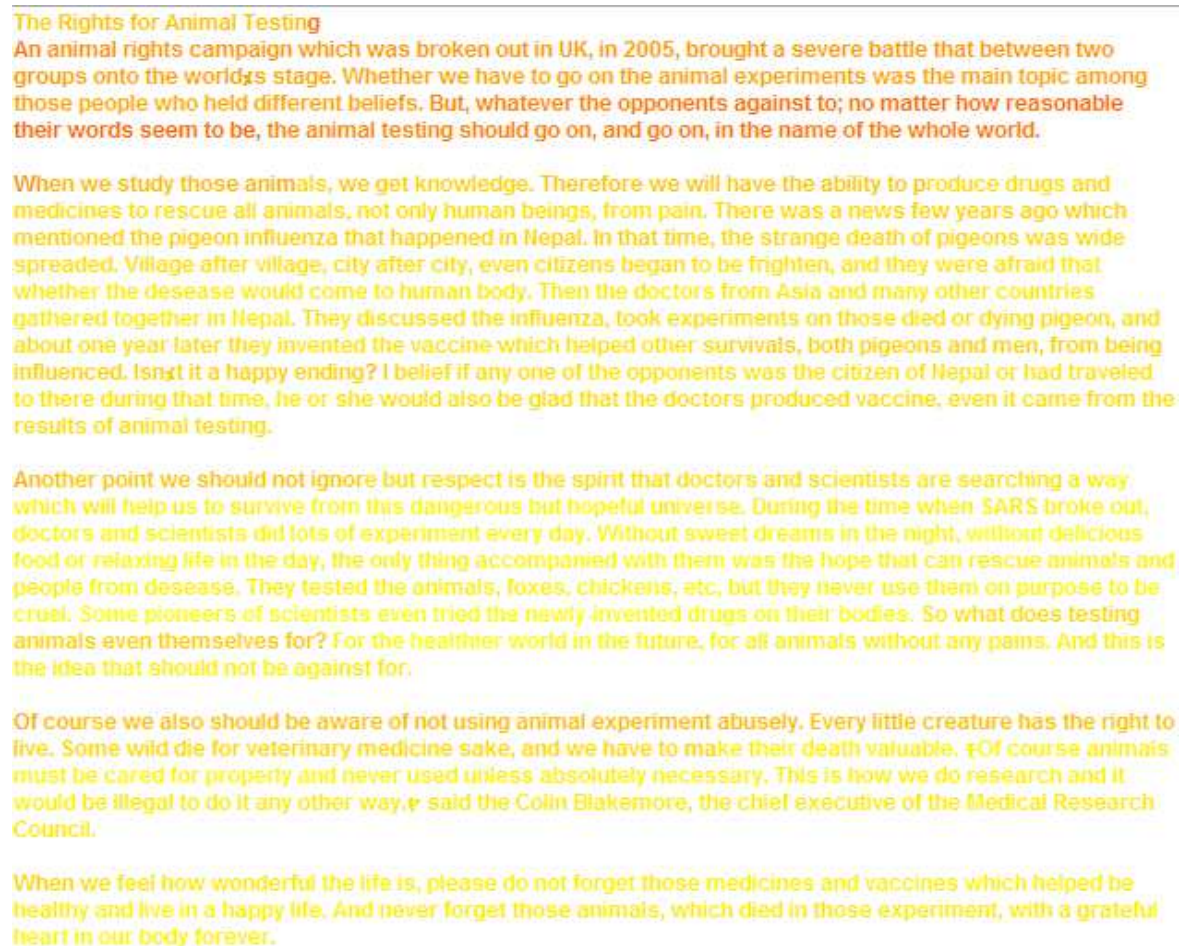 The Rights for Animal Testing
An animal rights campaign which was broken out in UK, in 2005, brought a severe battle that between two
groups onto the world¤s stage. Whether we have to go on the animal experiments was the main topic among
those people who held different beliefs. But, whatever the opponents against to; no matter how reasonable
their words seem to be, the animal testing should go on, and go on, in the name of the whole world.

When we study those animals, we get knowledge. Therefore we will have the ability to produce drugs and
medicines to rescue all animals, not only human beings, from pain. There was a news few years ago which
mentioned the pigeon influenza that happened in Nepal. In that time, the strange death of pigeons was wide
spreaded. Village after village, city after city, even citizens began to be frighten, and they were afraid that
whether the desease would come to human body. Then the doctors from Asia and many other countries
gathered together in Nepal. They discussed the influenza, took experiments on those died or dying pigeon, and
about one year later they invented the vaccine which helped other survivals, both pigeons and men, from being
influenced. Isn¤t it a happy ending? I belief if any one of the opponents was the citizen of Nepal or had traveled
to there during that time, he or she would also be glad that the doctors produced vaccine, even it came from the
results of animal testing.

Another point we should not ignore but respect is the spirit that doctors and scientists are searching a way
which will help us to survive from this dangerous but hopeful universe. During the time when SARS broke out,
doctors and scientists did lots of experiment every day. Without sweet dreams in the night, without delicious
food or relaxing life in the day, the only thing accompanied with them was the hope that can rescue animals and
people from desease. They tested the animals, foxes, chickens, etc, but they never use them on purpose to be
cruel. Some pioneers of scientists even tried the newly-invented drugs on their bodies. So what does testing
animals even themselves for? For the healthier world in the future, for all animals without any pains. And this is
the idea that should not be against for.

Of course we also should be aware of not using animal experiment abusely. Every little creature has the right to
live. Some wild die for veterinary medicine sake, and we have to make their death valuable. Of course animals
must be cared for properly and never used unless absolutely necessary. This is how we do research and it
would be illegal to do it any other way. said the Colin Blakemore, the chief executive of the Medical Research
Council.

When we feel how wonderful the life is, please do not forget those medicines and vaccines which helped be
healthy and live in a happy life. And never forget those animals, which died in those experiment, with a grateful
heart in our body forever.